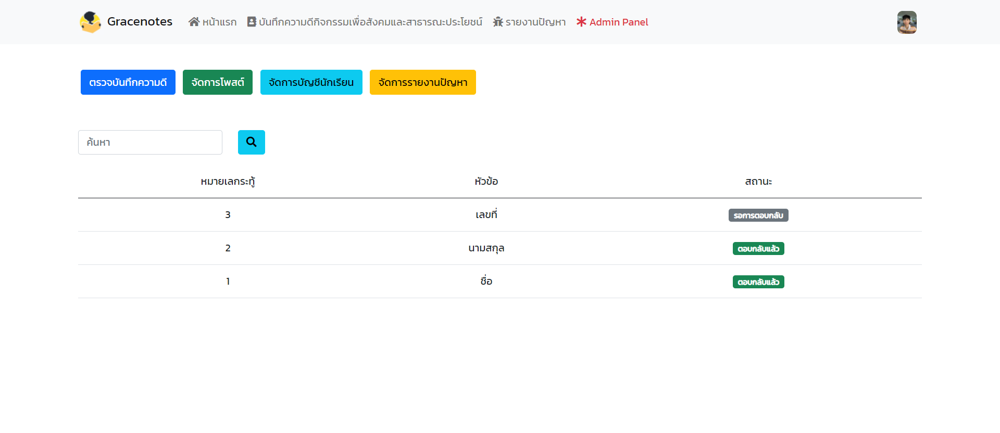 Gracenotes หน้าแรก บันทึกความดีกิจกรรมเพื่อสังคมและสาธารณะประโยชน์ รายงานปัญหา Admin Panel
ตรวจบันทึกความดี จัดการโพสต์ จัดการบัญชีนักเรียน จัดการรายงานปัญหา
ค้นหา
หมายเลกระทู้ หัวข้อ สถานะ
3 เลขที่ รอการตอบกลับ
2 นามสกุล ตอบกลับแล้ว
1 ชื่อ ตอบกลับแล้ว